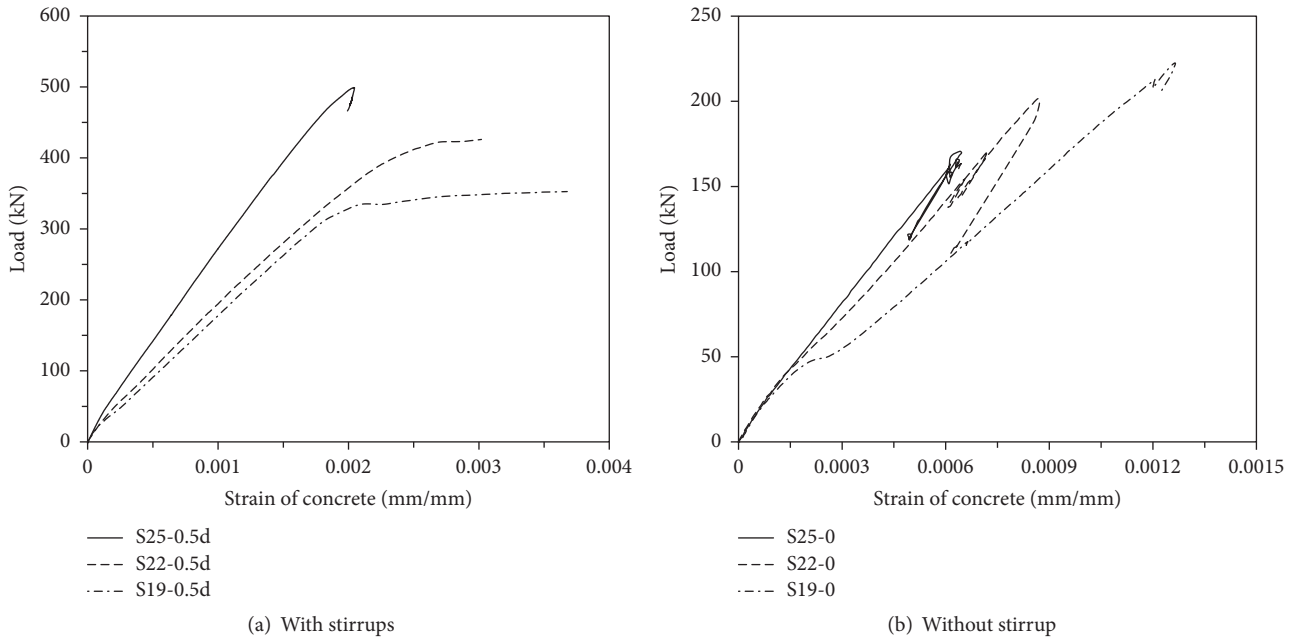 600
500
400
300
200
100
0
Load (kN)
0
0.001
0.002
0.003
0.004
Strain of concrete (mm/mm)
S25-0.5d
S22-0.5d
S19-0.5d
(a) With stirrups
250
200
150
100
50
0
Load (kN)
0
0.0003
0.0006
0.0009
0.0012
0.0015
Strain of concrete (mm/mm)
S25-0
S22-0
S19-0
(b) Without stirrup